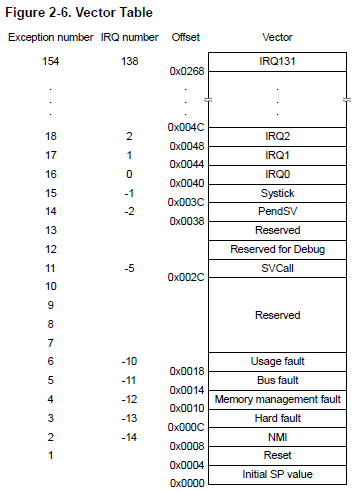 Figure 2-6. Vector Table
Exception number IRQ number Offset Vector
154 138 IRQ131
0x0268
. . .
. . .
. . .
0x004C
18 2 IRQ2
0x0048
17 1 IRQ1
0x0044
16 0 IRQ0
0x0040
15 -1 Systick
0x003C
14 -2 PendSV
0x0038
13 Reserved
12 Reserved for Debug
11 -5 SVCall
0x002C
10
9
Reserved
8
7
6 -10 Usage fault
0x0018
5 -11 Bus fault
0x0014
4 -12 Memory management fault
0x0010
3 -13 Hard fault
0x000C
2 -14 NMI
0x0008
1 Reset
0x0004
Initial SP value
0x0000